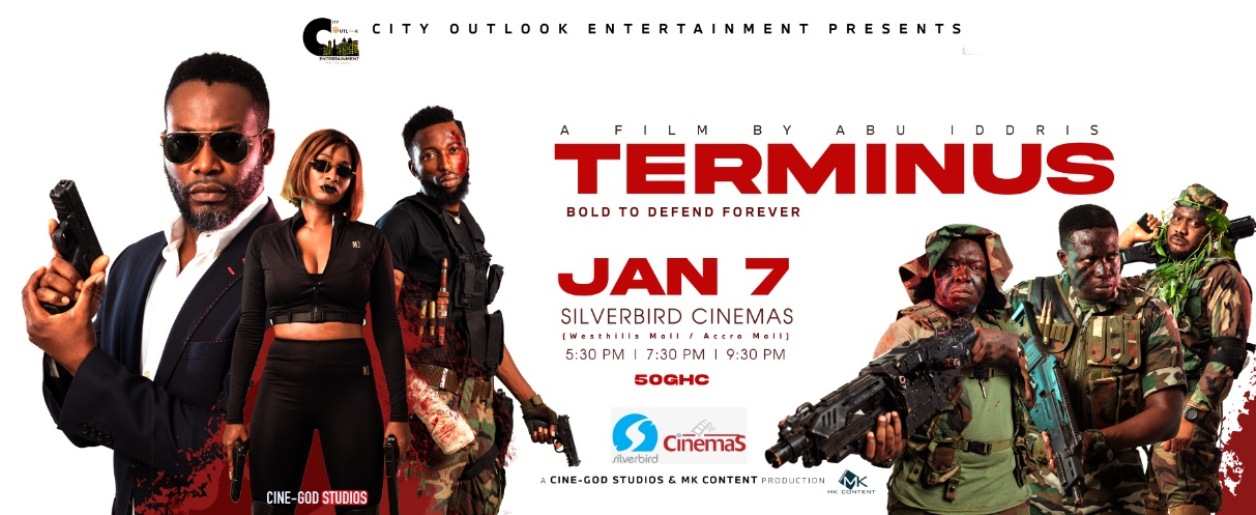 CITY OUTLOOK ENTERTAINMENT PRESENTS
ENTERTAINMENT
A FILM BY ABU IDDRIS
TERMINUS
BOLD TO DEFEND FOREVER
JAN 7
SILVERBIRD CINEMAS
(Westhills Mall / Accra Mall)
5:30 PM | 7:30 PM | 9:30 PM
50GHC
silverbird CinemaS
A CINE-GOD STUDIOS & MK CONTENT PRODUCTION
MK
MK CONTENT
CINE-GOD STUDIOS